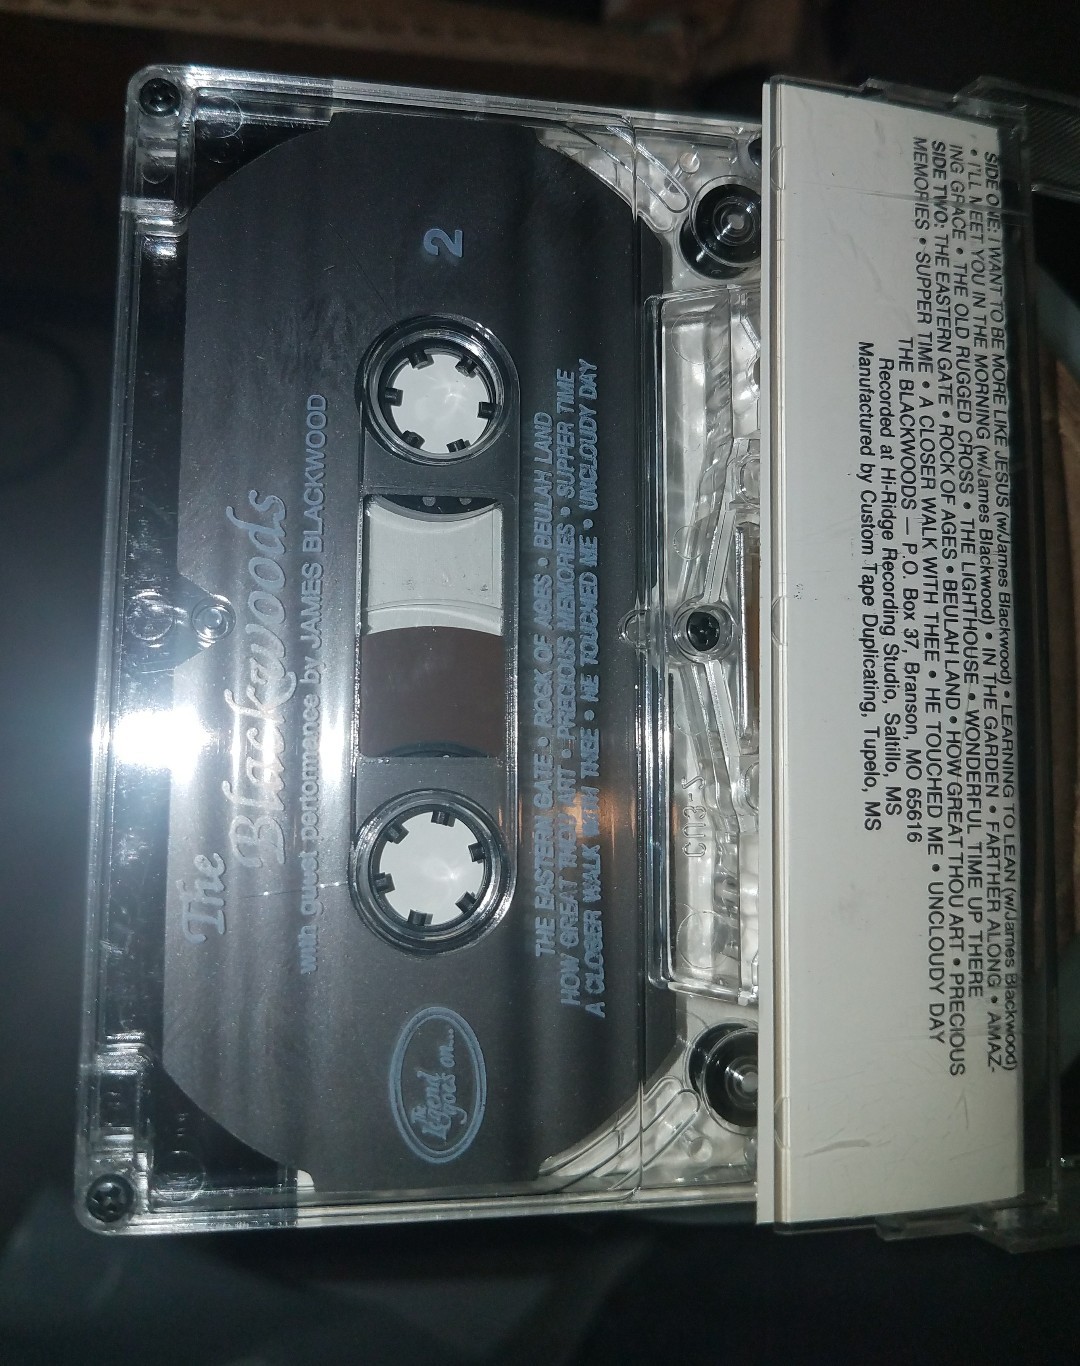 SIDE ONE: I WANT TO BE MORE LIKE JESUS (w/James Blackwood) • LEARNING TO LEAN (w/James Blackwood)
• I'LL MEET YOU IN THE MORNING (w/James Blackwood) • IN THE GARDEN • FARTHER ALONG • AMAZ-
ING GRACE • THE OLD RUGGED CROSS • THE LIGHTHOUSE • WONDERFUL TIME UP THERE
SIDE TWO: THE EASTERN GATE • ROCK OF AGES • BEULAH LAND • HOW GREAT THOU ART • PRECIOUS
MEMORIES • SUPPER TIME • A CLOSER WALK WITH THEE • HE TOUCHED ME • UNCLOUDY DAY
THE BLACKWOODS — P.O. Box 37, Branson, MO 65616
Recorded at Hi-Ridge Recording Studio, Saltillo, MS
Manufactured by Custom Tape Duplicating, Tupelo, MS
The Blackwoods
with guest performance by JAMES BLACKWOOD
2
the legend goes on...
THE EASTERN GATE • ROCK OF AGES • BEULAH LAND
HOW GREAT THOU ART • PRECIOUS MEMORIES • SUPPER TIME
A CLOSER WALK WITH THEE • HE TOUCHED ME • UNCLOUDY DAY